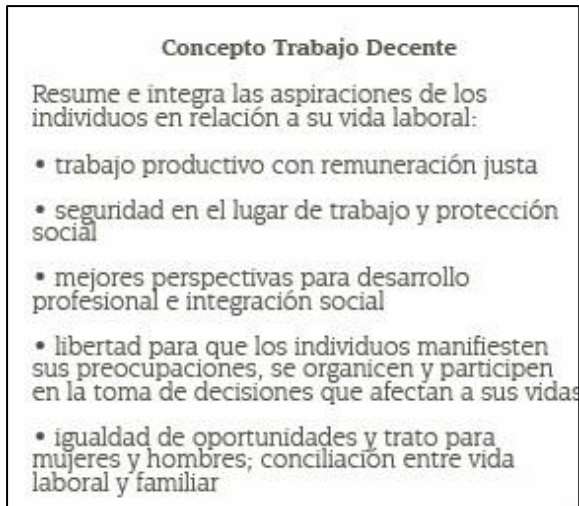 Concepto Trabajo Decente
Resume e integra las aspiraciones de los
individuos en relación a su vida laboral:
• trabajo productivo con remuneración justa
• seguridad en el lugar de trabajo y protección
social
• mejores perspectivas para desarrollo
profesional e integración social
• libertad para que los individuos manifiesten
sus preocupaciones, se organicen y participen
en la toma de decisiones que afectan a sus vidas
• igualdad de oportunidades y trato para
mujeres y hombres; conciliación entre vida
laboral y familiar